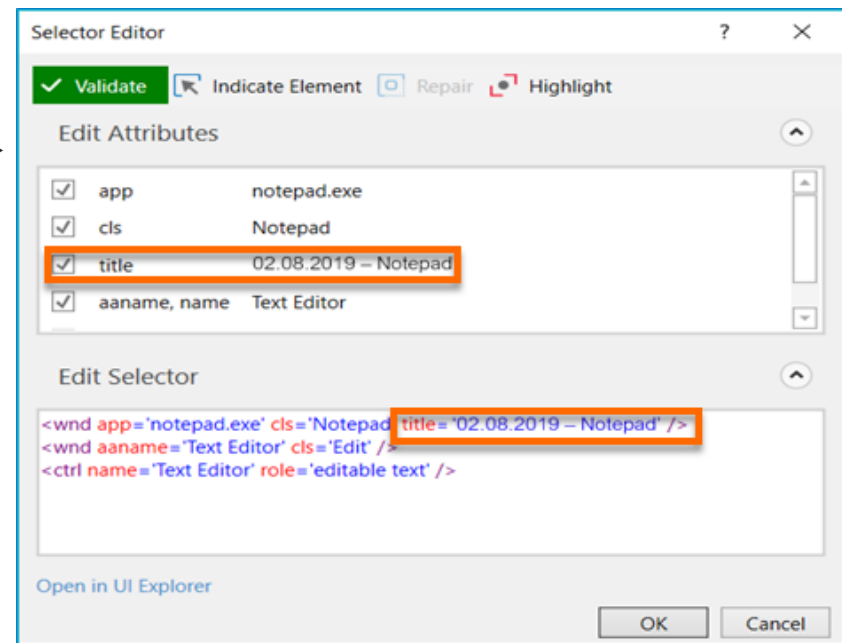 Selector Editor ?
Validate Indicate Element Repair Highlight
Edit Attributes
app notepad.exe
cls Notepad
title 02.08.2019 – Notepad
aaname, name Text Editor
Edit Selector
<wnd app='notepad.exe' cls='Notepad title='02.08.2019 – Notepad' />
<wnd aaname='Text Editor' cls='Edit' />
<ctrl name='Text Editor' role='editable text' />
Open in UI Explorer
OK Cancel